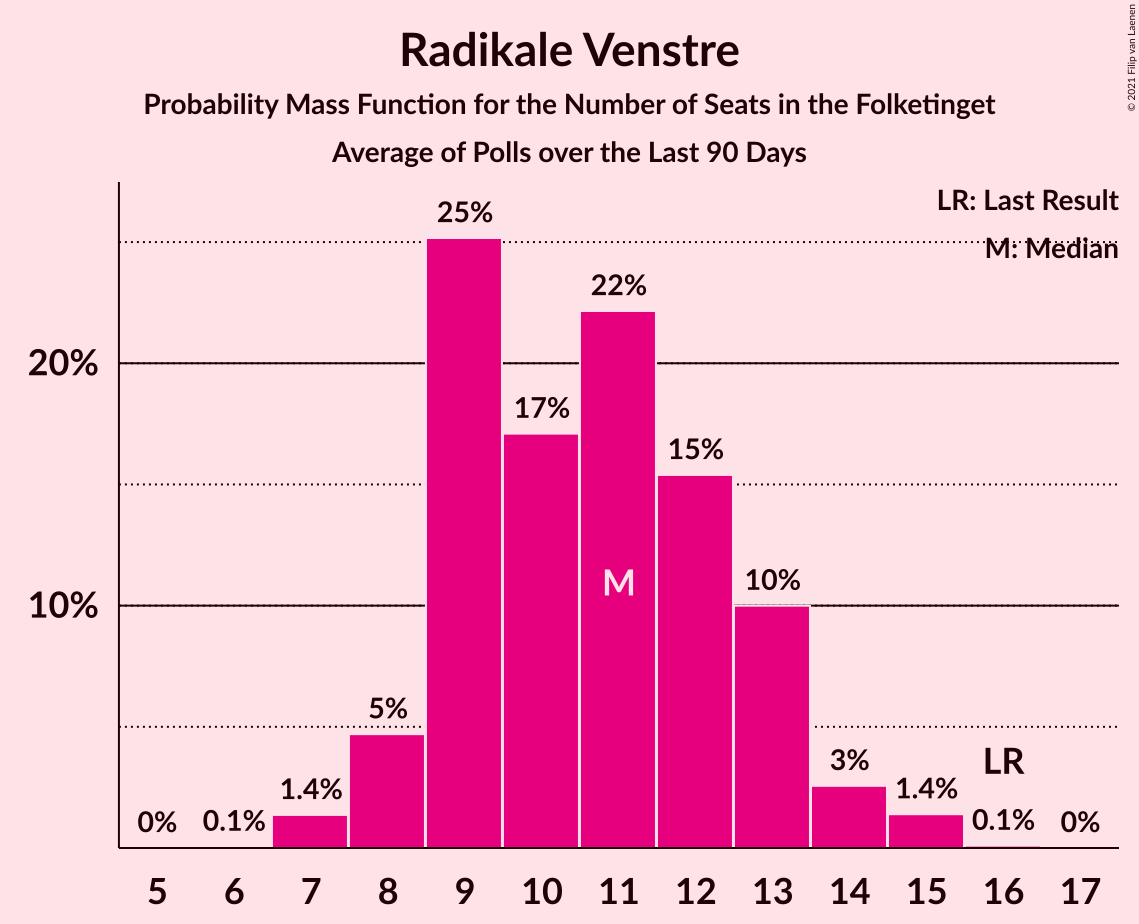 Radikale Venstre
Probability Mass Function for the Number of Seats in the Folketinget
Average of Polls over the Last 90 Days
© 2021 Filip van Laenen
LR: Last Result
M: Median
25%
22%
20%
17%
15%
10%
10%
M
5%
LR
3%
1.4%
1.4%
0%
0.1%
0.1%
0%
5 6 7 8 9 10 11 12 13 14 15 16 17